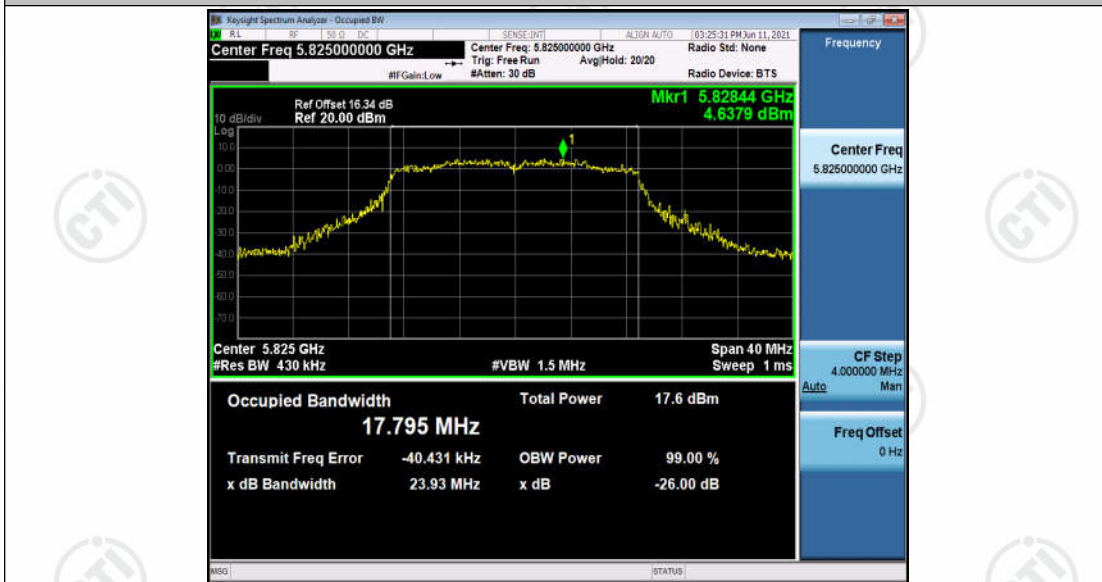 Keysight Spectrum Analyzer - Occupied BW
RL RF 50 Ω DC SENSE:INT ALIGN AUTO 03:25:31 PM Jun 11, 2021
Center Freq 5.825000000 GHz
Center Freq: 5.825000000 GHz
Radio Std: None
Trig: Free Run
Avg|Hold: 20/20
#IFGain:Low
#Atten: 30 dB
Radio Device: BTS
Frequency
Ref Offset 16.34 dB
Mkr1 5.82844 GHz
10 dB/div
Ref 20.00 dBm
4.6379 dBm
Log
10.0
0.00
-10.0
-20.0
-30.0
-40.0
-50.0
-60.0
-70.0
1
Center Freq
5.825000000 GHz
Center 5.825 GHz
Span 40 MHz
#Res BW 430 kHz
#VBW 1.5 MHz
Sweep 1 ms
CF Step
4.000000 MHz
Auto Man
Occupied Bandwidth
Total Power 17.6 dBm
17.795 MHz
Freq Offset
0 Hz
Transmit Freq Error -40.431 kHz
OBW Power 99.00 %
x dB Bandwidth 23.93 MHz
x dB -26.00 dB
MSG
STATUS
CTI
CTI
CTI
CTI